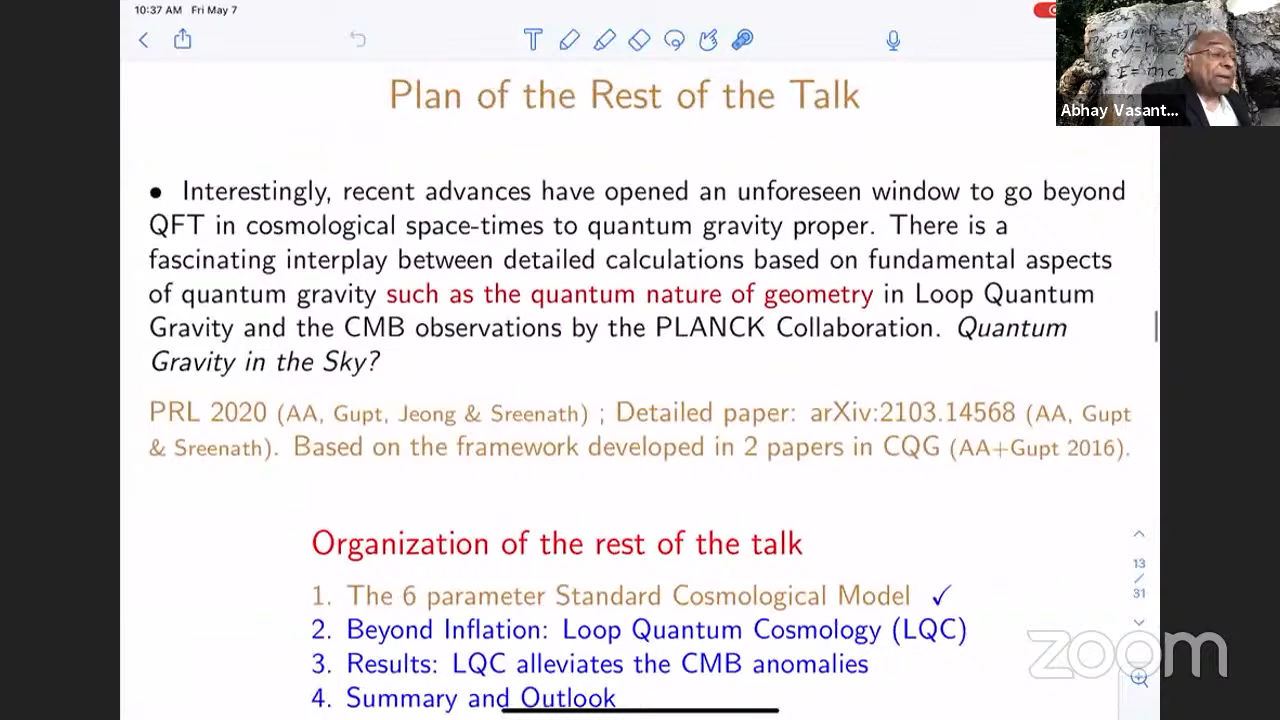 10:37 AM Fri May 7
Plan of the Rest of the Talk
• Interestingly, recent advances have opened an unforeseen window to go beyond
QFT in cosmological space-times to quantum gravity proper. There is a
fascinating interplay between detailed calculations based on fundamental aspects
of quantum gravity such as the quantum nature of geometry in Loop Quantum
Gravity and the CMB observations by the PLANCK Collaboration. Quantum
Gravity in the Sky?
PRL 2020 (AA, Gupt, Jeong & Sreenath) ; Detailed paper: arXiv:2103.14568 (AA, Gupt
& Sreenath). Based on the framework developed in 2 papers in CQG (AA+Gupt 2016).
Organization of the rest of the talk
1. The 6 parameter Standard Cosmological Model ✓
2. Beyond Inflation: Loop Quantum Cosmology (LQC)
3. Results: LQC alleviates the CMB anomalies
4. Summary and Outlook
13
/
31
Abhay Vasant...
zoom